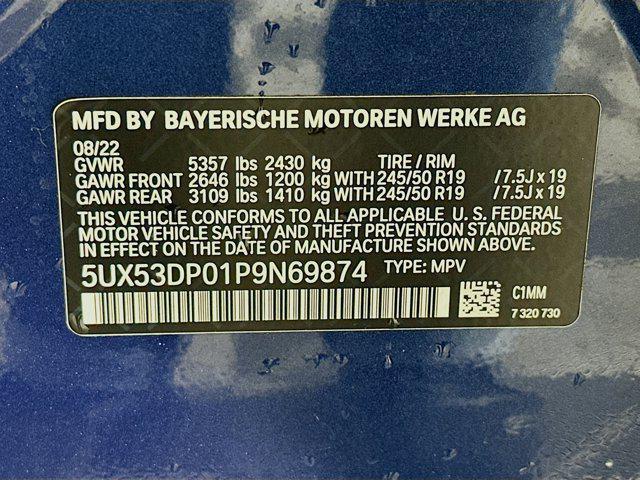 MFD BY BAYERISCHE MOTOREN WERKE AG
08/22
GVWR 5357 lbs 2430 kg TIRE / RIM
GAWR FRONT 2646 lbs 1200 kg WITH 245/50 R19 / 7.5J x 19
GAWR REAR 3109 lbs 1410 kg WITH 245/50 R19 / 7.5J x 19
THIS VEHICLE CONFORMS TO ALL APPLICABLE U. S. FEDERAL
MOTOR VEHICLE SAFETY AND THEFT PREVENTION STANDARDS
IN EFFECT ON THE DATE OF MANUFACTURE SHOWN ABOVE.
5UX53DP01P9N69874 TYPE: MPV
C1MM
7 320 730